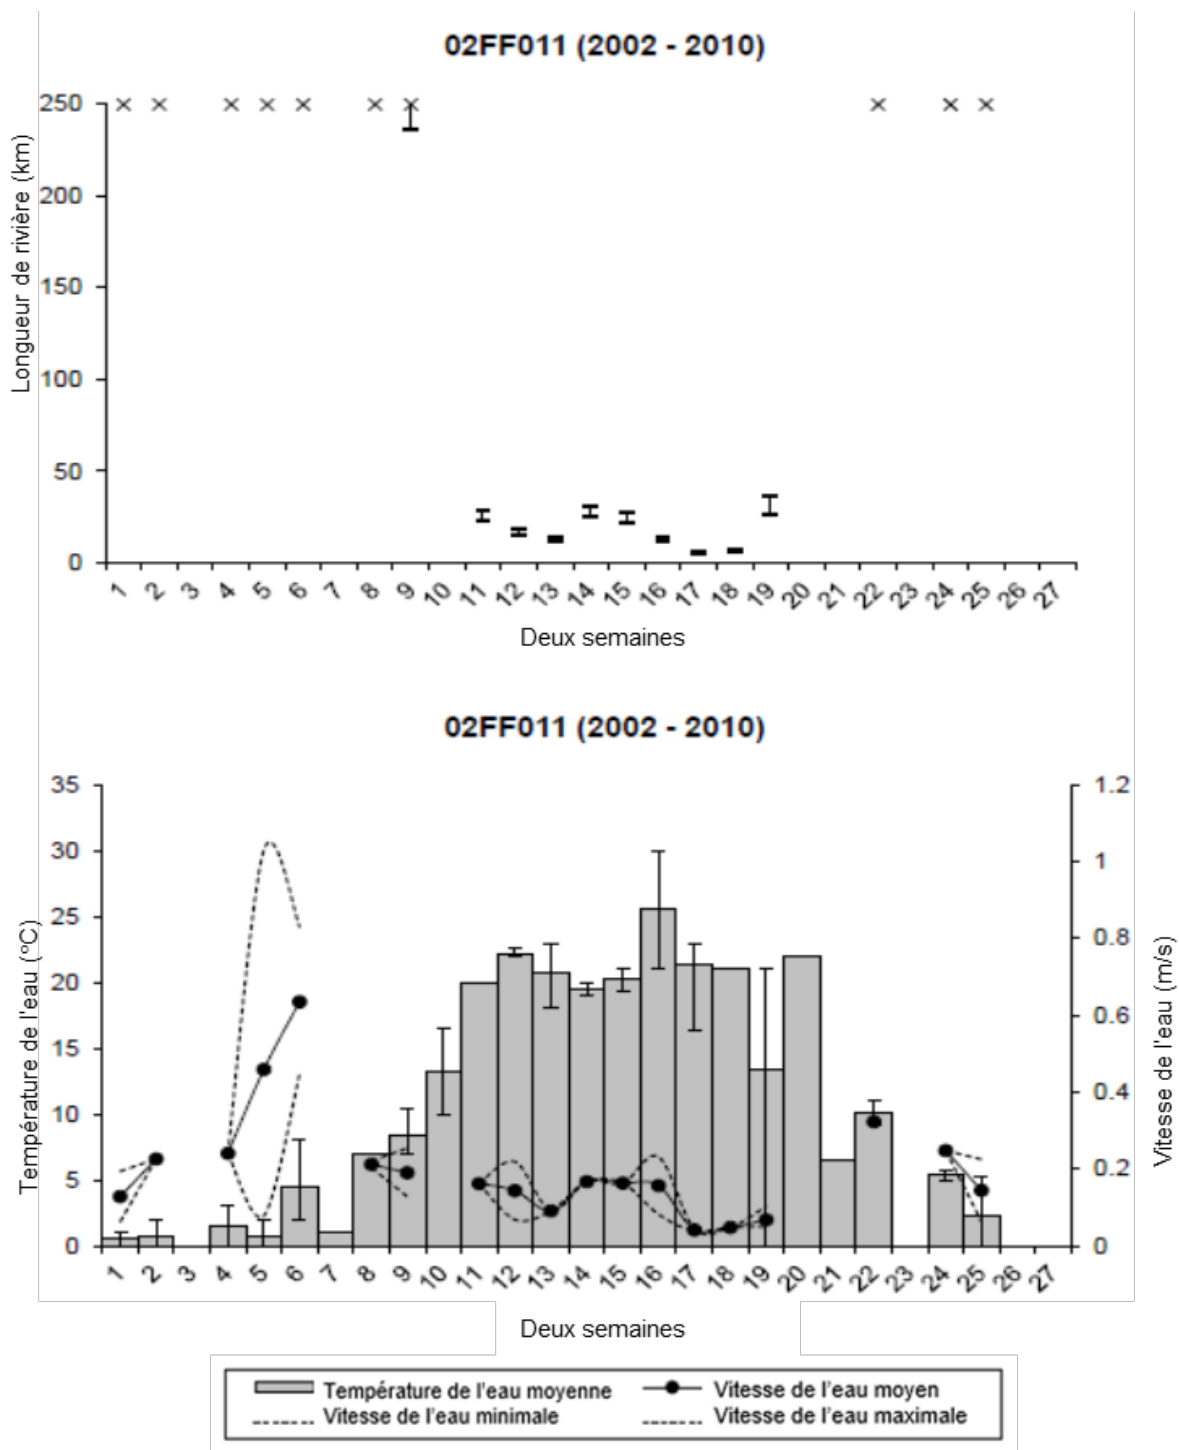 02FF011 (2002 - 2010)
Longueur de rivière (km)
250
200
150
100
50
0
1 2 3 4 5 6 7 8 9 10 11 12 13 14 15 16 17 18 19 20 21 22 23 24 25 26 27
Deux semaines
02FF011 (2002 - 2010)
Température de l'eau (°C)
35
30
25
20
15
10
5
0
Vitesse de l'eau (m/s)
1.2
1
0.8
0.6
0.4
0.2
0
1 2 3 4 5 6 7 8 9 10 11 12 13 14 15 16 17 18 19 20 21 22 23 24 25 26 27
Deux semaines
Température de l'eau moyenne Vitesse de l'eau moyen
Vitesse de l'eau minimale Vitesse de l'eau maximale